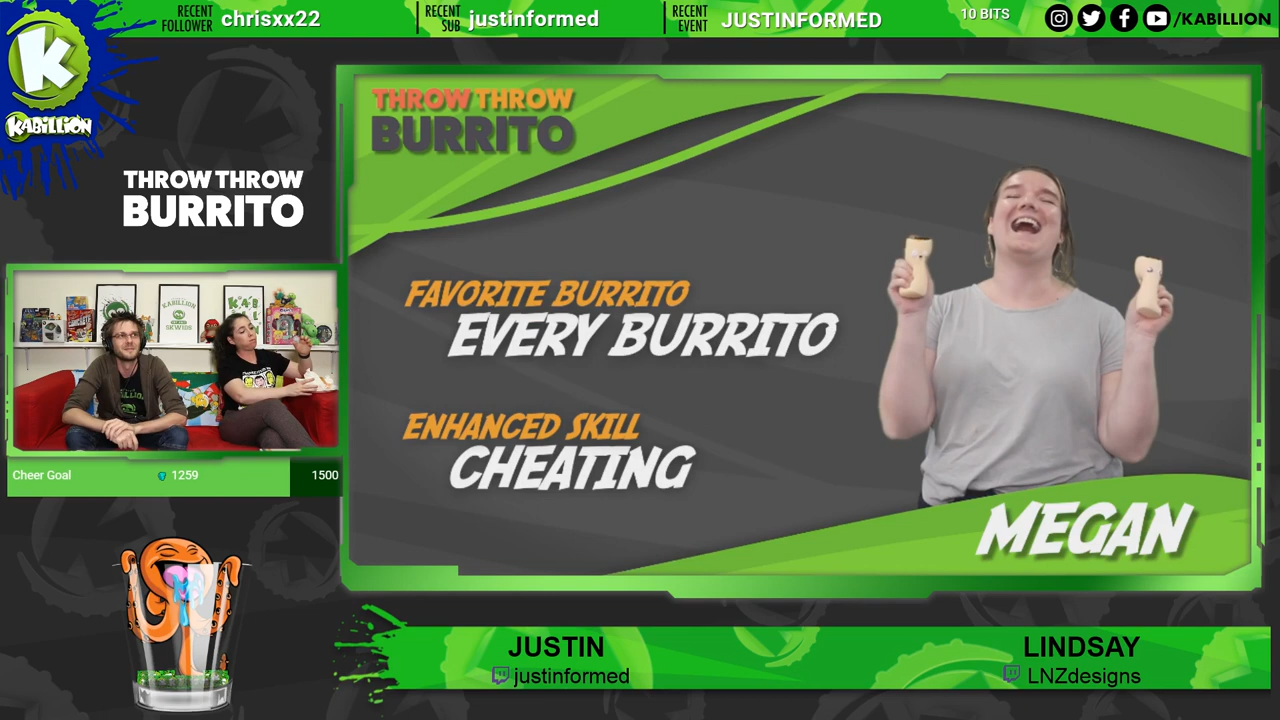 RECENT
FOLLOWER
chrisxx22
RECENT
SUB
justinformed
RECENT
EVENT
JUSTINFORMED
10 BITS
/KABILLION
K
KABILLION
THROW THROW
BURRITO
THROW THROW
BURRITO
FAVORITE BURRITO
EVERY BURRITO
ENHANCED SKILL
CHEATING
MEGAN
KABILLION
Cheer Goal
1259
1500
JUSTIN
justinformed
LINDSAY
LNZdesigns